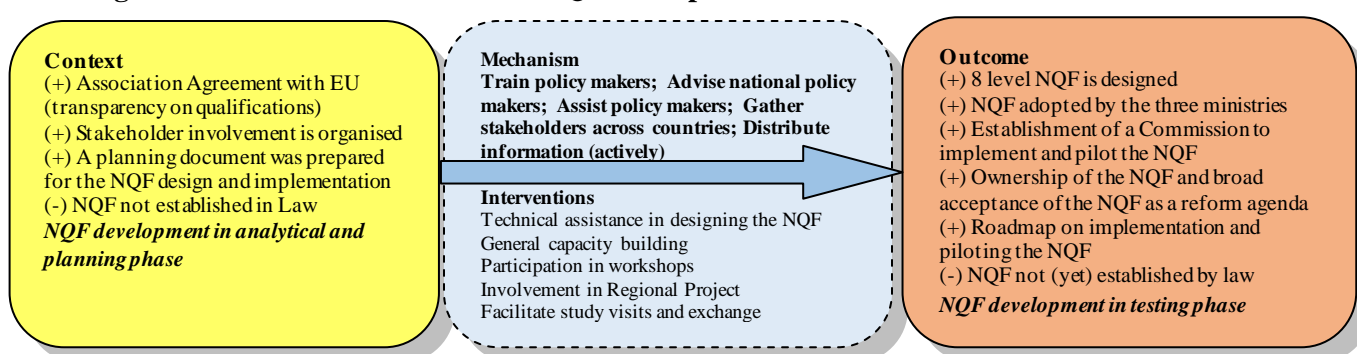 Context
(+) Association Agreement with EU
(transparency on qualifications)
(+) Stakeholder involvement is organised
(+) A planning document was prepared
for the NQF design and implementation
(-) NQF not established in Law
NQF development in analytical and
planning phase
Mechanism
Train policy makers; Advise national policy
makers; Assist policy makers; Gather
stakeholders across countries; Distribute
information (actively)
Interventions
Technical assistance in designing the NQF
General capacity building
Participation in workshops
Involvement in Regional Project
Facilitate study visits and exchange
Outcome
(+) 8 level NQF is designed
(+) NQF adopted by the three ministries
(+) Establishment of a Commission to
implement and pilot the NQF
(+) Ownership of the NQF and broad
acceptance of the NQF as a reform agenda
(+) Roadmap on implementation and
piloting the NQF
(-) NQF not (yet) established by law
NQF development in testing phase